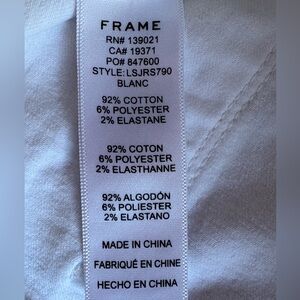 FRAME
RN# 139021
CA# 19371
PO# 847600
STYLE: LSJRS790
BLANC
92% COTTON
6% POLYESTER
2% ELASTANE
92% COTON
6% POLYESTER
2% ELASTHANNE
92% ALGODÓN
6% POLIESTER
2% ELASTANO
MADE IN CHINA
FABRIQUÉ EN CHINE
HECHO EN CHINA